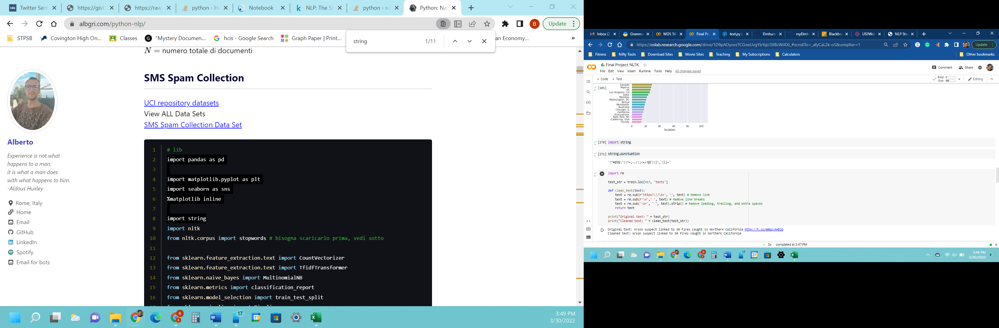 Twitter Sent
https://gist.
https://raw.
python - Ho
Notebook
NLP: The Si
python - sc
Python: Nat
albgri.com/python-nlp/
B
Update
STPSB
Covington High On...
Classes
"Mystery Documen...
hcis - Google Search
Graph Paper | Print...
an Economy...
»
string
1/11
N = numero totale di documenti
SMS Spam Collection
UCI repository datasets
View ALL Data Sets
SMS Spam Collection Data Set
Alberto
Experience is not what
happens to a man;
it is what a man does
with what happens to him.
-Aldous Huxley
Rome, Italy
Home
Email
GitHub
LinkedIn
Spotify
Email for bots
1 # lib
2 import pandas as pd
3
4 import matplotlib.pyplot as plt
5 import seaborn as sns
6 %matplotlib inline
7
8 import string
9 import nltk
10 from nltk.corpus import stopwords # bisogna scaricarlo prima, vedi sotto
11
12 from sklearn.feature_extraction.text import CountVectorizer
13 from sklearn.feature_extraction.text import TfidfTransformer
14 from sklearn.naive_bayes import MultinomialNB
15 from sklearn.metrics import classification_report
16 from sklearn.model_selection import train_test_split
17
31
3:49 PM
3/30/2022
Inbox (2
Gramma
MDS 56
Final Pro
text.py |
Elmhurs
myElmh
Blackbo
USIIWor
NLP Ste
https://colab.research.google.com/drive/1D9pAOyovzTCGoeUvgYbYqU3XBcWiXXi_#scrollTo=_afyCaL2k-oS&uniqifier=1
Update
Fitness
Nifty Tools
Download Sites
Movie Sites
Teaching
My Subscriptions
Calculators
Other bookmarks
Final Project NLTK
File Edit View Insert Runtime Tools Help All changes saved
Comment
Share
+ Code + Text
RAM
Disk
Editing
[101]
Canada
Nigeria
UK
Los Angeles, CA
India
Mumbai
Washington, DC
Kenya
Worldwide
Australia
Chicago, IL
California
Everywhere
New York, NY
California, USA
Florida
0 20 40 60 80 100
location
[270] import string
[271] string.punctuation
'!"#$%&\'()*+,-./:;<=>?@[\\]^_`{|}~'
import re
test_str = train.loc[417, 'texts']
def clean_text(text):
text = re.sub(r'https?://\S+', '', text) # Remove link
text = re.sub(r'\n',' ', text) # Remove line breaks
text = re.sub('\s+', ' ', text).strip() # Remove leading, trailing, and extra spaces
return text
print("Original text: " + test_str)
print("Cleaned text: " + clean_text(test_str))
Original text: Arson suspect linked to 30 fires caught in Northern California http://t.co/mmGsyAHDzb
Cleaned text: Arson suspect linked to 30 fires caught in Northern California
0s completed at 3:47 PM
17
31
3:49 PM
3/30/2022
9